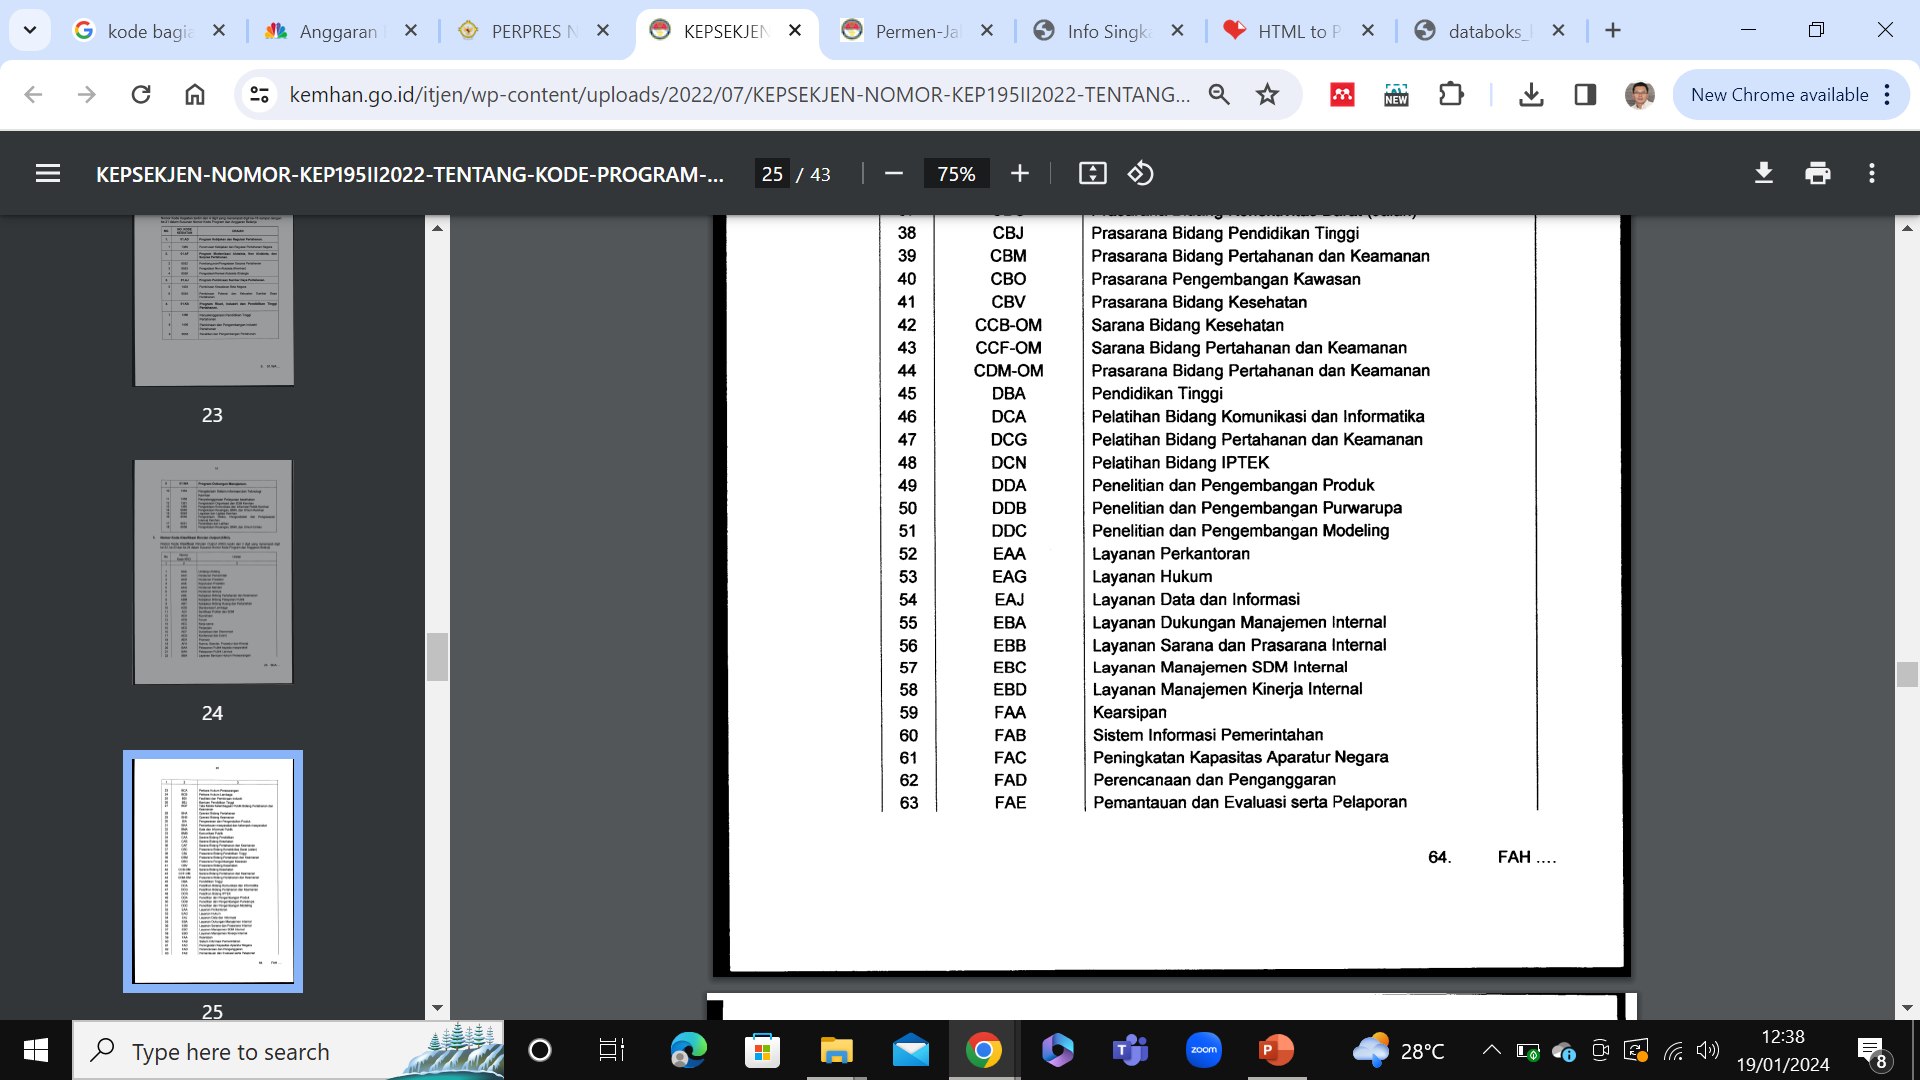 kode bagia
Anggaran
PERPRES N
KEPSEKJEN
Permen-Ja
Info Singka
HTML to P
databoks_
kemhan.go.id/itjen/wp-content/uploads/2022/07/KEPSEKJEN-NOMOR-KEP195II2022-TENTANG...
NEW
New Chrome available
KEPSEKJEN-NOMOR-KEP195II2022-TENTANG-KODE-PROGRAM-...
25 / 43
75%
23
24
25
38 CBJ Prasarana Bidang Pendidikan Tinggi
39 CBM Prasarana Bidang Pertahanan dan Keamanan
40 CBO Prasarana Pengembangan Kawasan
41 CBV Prasarana Bidang Kesehatan
42 CCB-OM Sarana Bidang Kesehatan
43 CCF-OM Sarana Bidang Pertahanan dan Keamanan
44 CDM-OM Prasarana Bidang Pertahanan dan Keamanan
45 DBA Pendidikan Tinggi
46 DCA Pelatihan Bidang Komunikasi dan Informatika
47 DCG Pelatihan Bidang Pertahanan dan Keamanan
48 DCN Pelatihan Bidang IPTEK
49 DDA Penelitian dan Pengembangan Produk
50 DDB Penelitian dan Pengembangan Purwarupa
51 DDC Penelitian dan Pengembangan Modeling
52 EAA Layanan Perkantoran
53 EAG Layanan Hukum
54 EAJ Layanan Data dan Informasi
55 EBA Layanan Dukungan Manajemen Internal
56 EBB Layanan Sarana dan Prasarana Internal
57 EBC Layanan Manajemen SDM Internal
58 EBD Layanan Manajemen Kinerja Internal
59 FAA Kearsipan
60 FAB Sistem Informasi Pemerintahan
61 FAC Peningkatan Kapasitas Aparatur Negara
62 FAD Perencanaan dan Penganggaran
63 FAE Pemantauan dan Evaluasi serta Pelaporan
64. FAH ....
Type here to search
zoom
28°C
12:38
19/01/2024
8